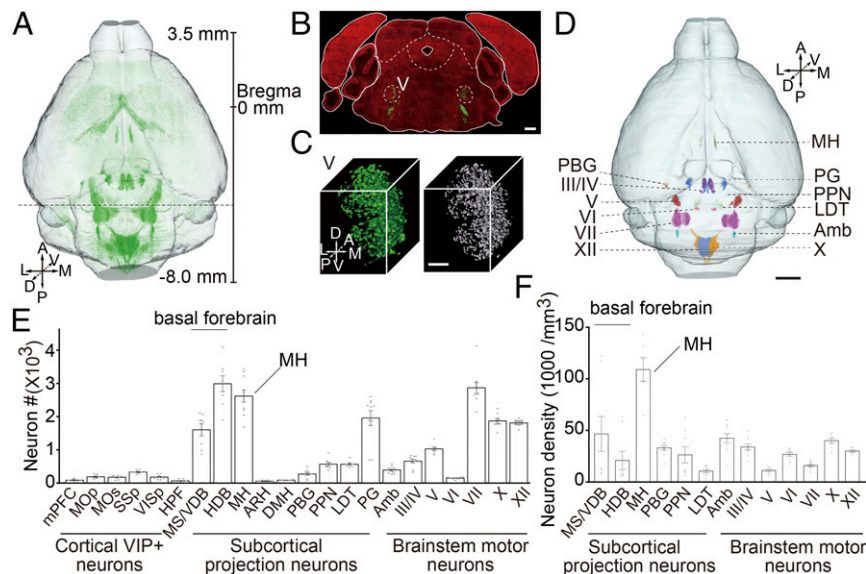 A
3.5 mm
Bregma
0 mm
-8.0 mm
A
V
L
M
D
P
B
V
C
V
D
A
L
M
P
V
D
A
V
L
M
D
P
MH
PBG
III/IV
V
VI
VII
XII
PG
PPN
LDT
Amb
X
E
basal forebrain
MH
Neuron #(X10³)
5
4
3
2
1
0
mPFC
MOp
MOs
SSp
VISp
HPF
MS/VDB
HDB
MH
ARH
DMH
PBG
PPN
LDT
PG
Amb
III/IV
V
VI
VII
X
XII
Cortical VIP+
neurons
Subcortical
projection neurons
Brainstem motor
neurons
F
basal forebrain
MH
Neuron density (1000 /mm³)
150
100
50
0
MS/VDB
HDB
MH
PBG
PPN
LDT
Amb
III/IV
V
VI
VII
X
XII
Subcortical
projection neurons
Brainstem motor
neurons